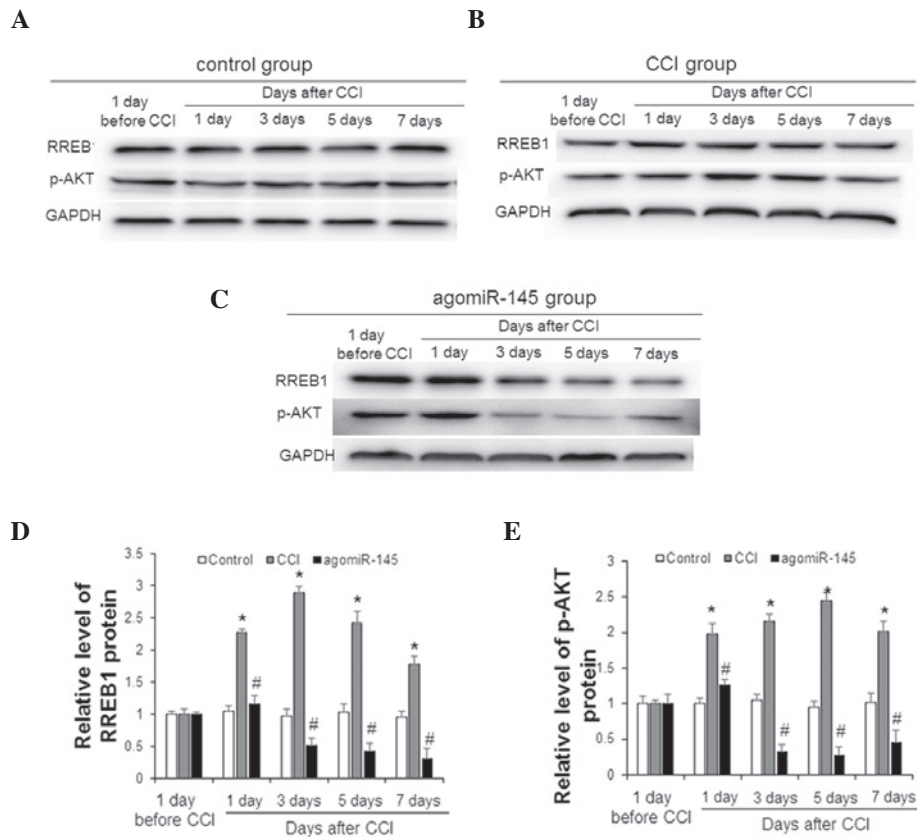 A
control group
1 day
before CCI
Days after CCI
1 day 3 days 5 days 7 days
RREB'
p-AKT
GAPDH
B
CCI group
1 day
before CCI
Days after CCI
1 day 3 days 5 days 7 days
RREB1
p-AKT
GAPDH
C
agomiR-145 group
1 day
before CCI
Days after CCI
1 day 3 days 5 days 7 days
RREB1
p-AKT
GAPDH
D
Relative level of
RREB1 protein
3.5
3
2.5
2
1.5
1
0.5
0
Control CCI agomiR-145
* * * *
# # # #
1 day
before CCI
1 day 3 days 5 days 7 days
Days after CCI
E
Relative level of p-AKT
protein
3
2.5
2
1.5
1
0.5
0
Control CCI agomiR-145
* * * *
# # # #
1 day
before CCI
1 day 3 days 5 days 7 days
Days after CCI